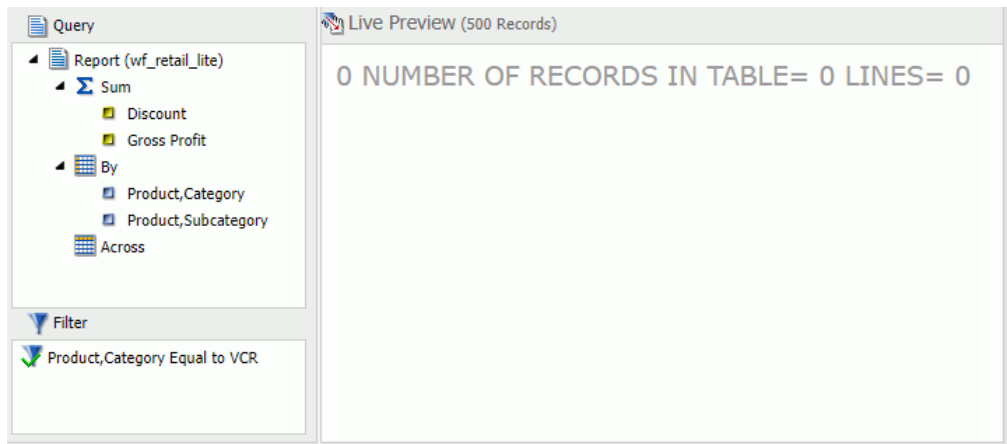 Query
Report (wf_retail_lite)
Sum
Discount
Gross Profit
By
Product,Category
Product,Subcategory
Across
Filter
Product,Category Equal to VCR
Live Preview (500 Records)
0 NUMBER OF RECORDS IN TABLE= 0 LINES= 0